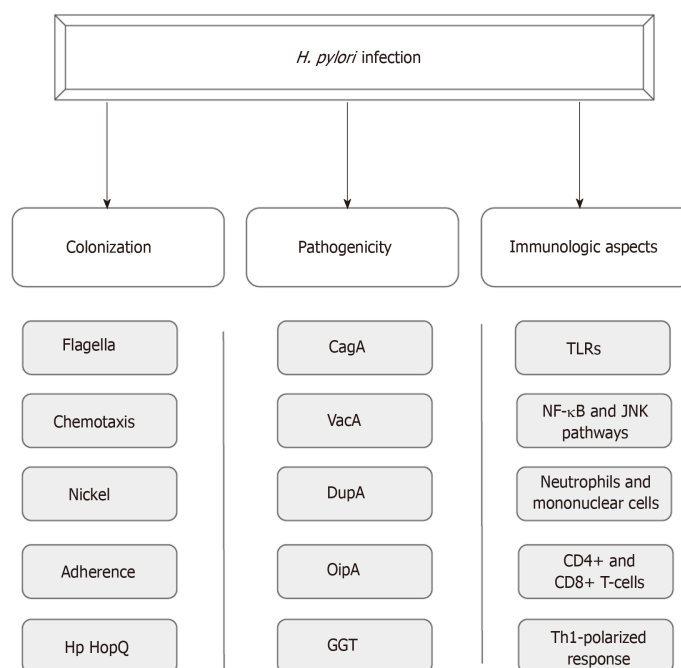 H. pylori infection
Colonization
Pathogenicity
Immunologic aspects
Flagella
CagA
TLRs
Chemotaxis
VacA
NF-κB and JNK
pathways
Nickel
DupA
Neutrophils and
mononuclear cells
Adherence
OipA
CD4+ and
CD8+ T-cells
Hp HopQ
GGT
Th1-polarized
response